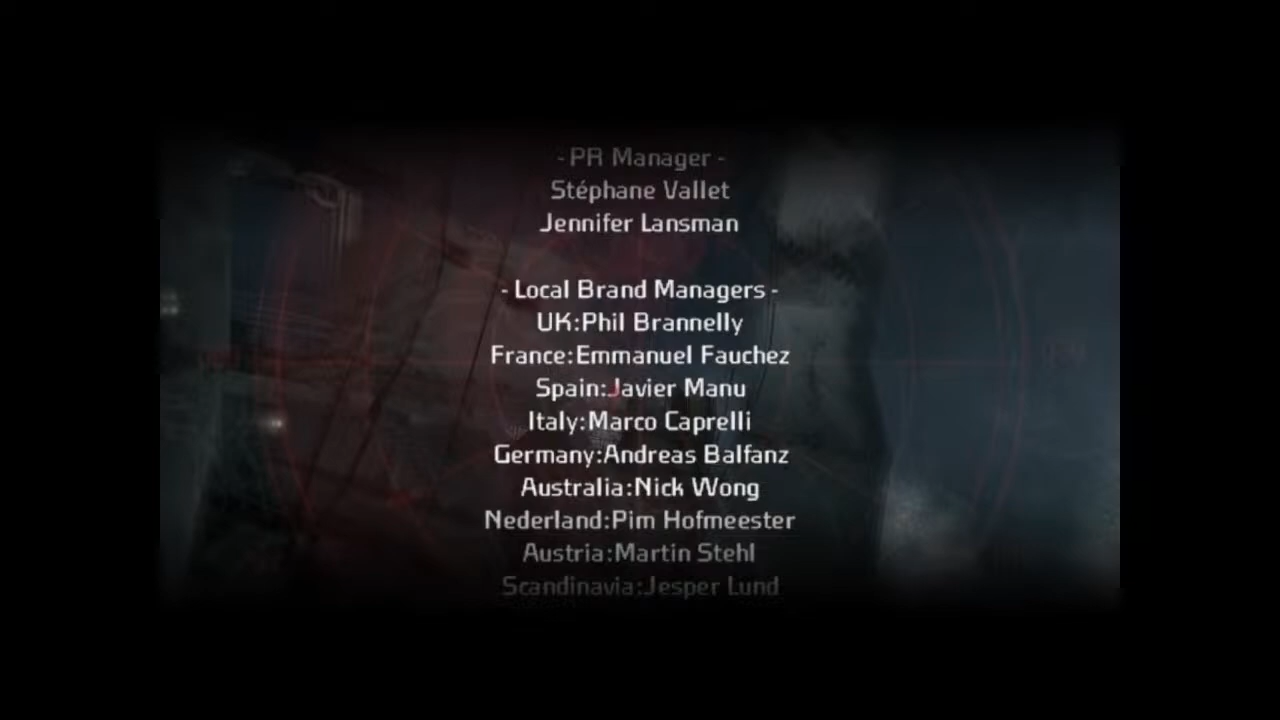 - PR Manager -
Stéphane Vallet
Jennifer Lansman
- Local Brand Managers -
UK:Phil Brannelly
France:Emmanuel Fauchez
Spain:Javier Manu
Italy:Marco Caprelli
Germany:Andreas Balfanz
Australia:Nick Wong
Nederland:Pim Hofmeester
Austria:Martin Stehl
Scandinavia:Jesper Lund